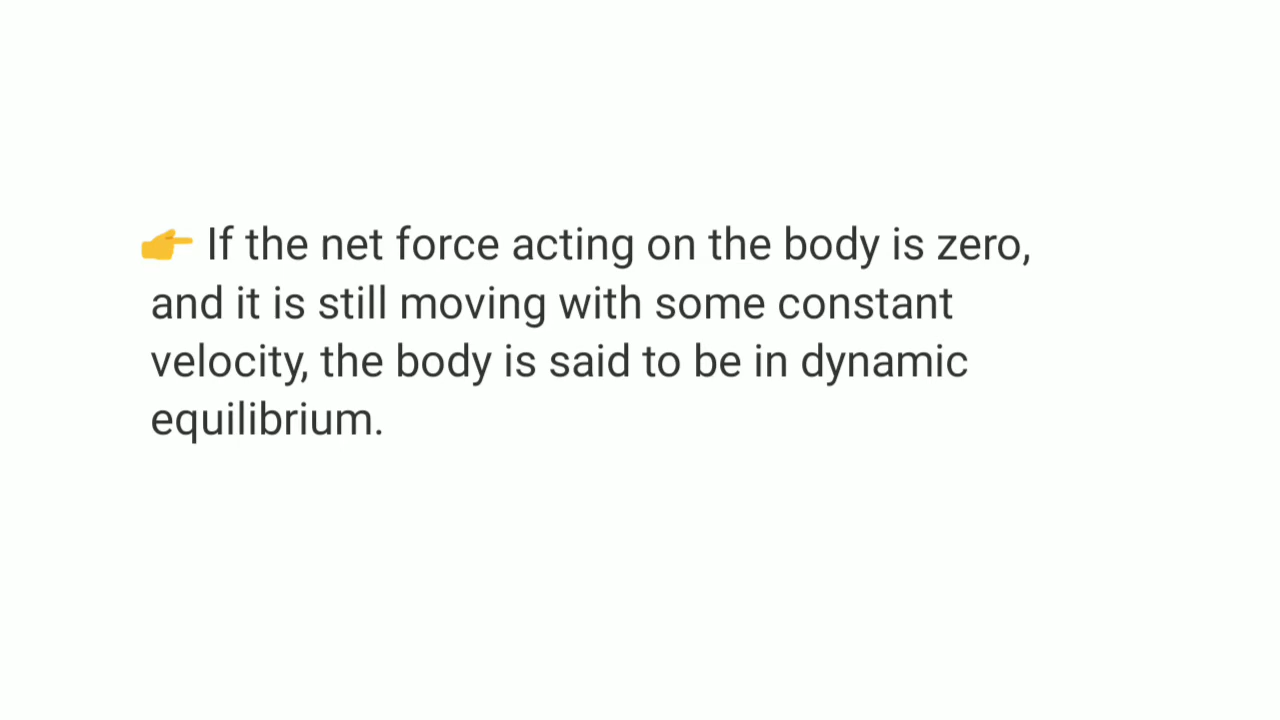 👉 If the net force acting on the body is zero,
and it is still moving with some constant
velocity, the body is said to be in dynamic
equilibrium.